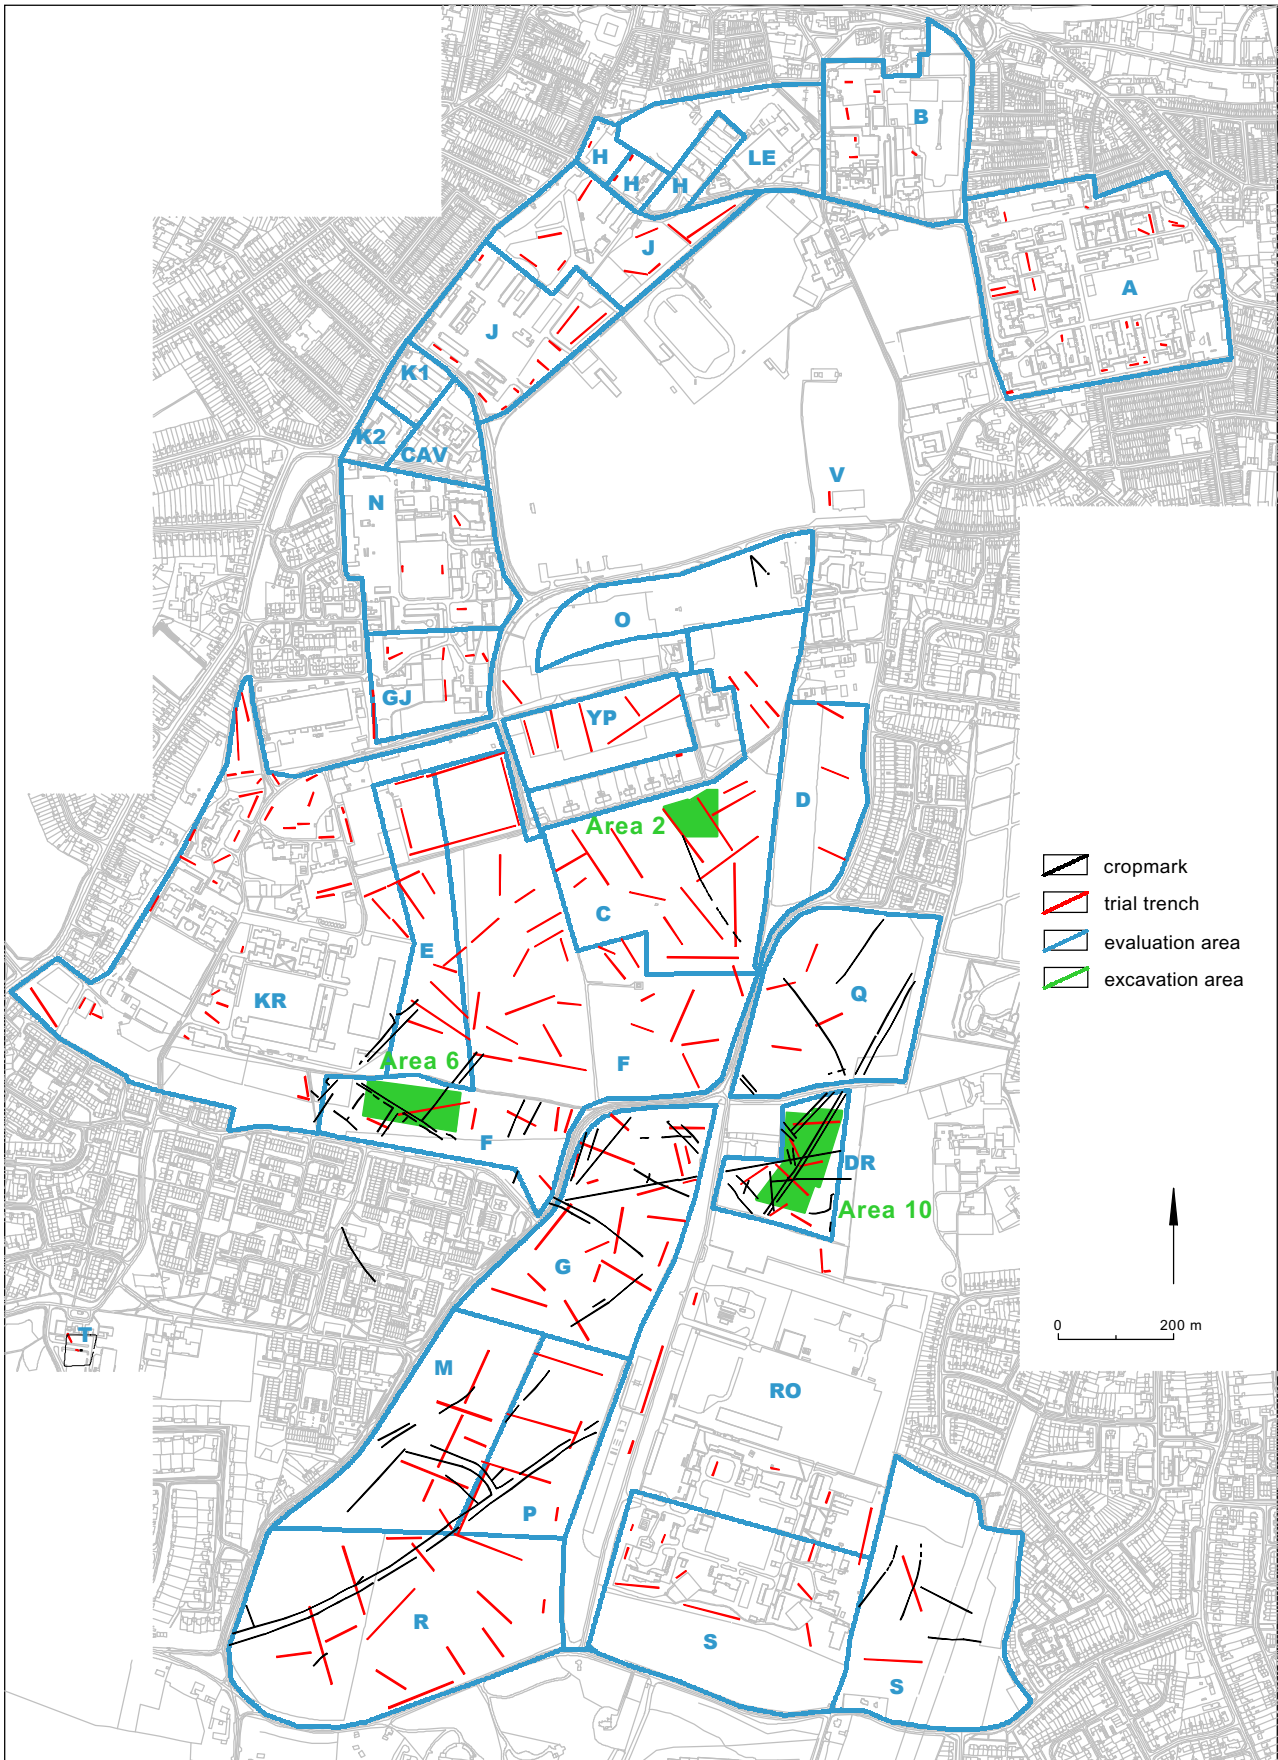 B
H
LE
H
H
J
A
J
K1
K2
CAV
V
N
O
GJ
YP
D
Area 2
cropmark
trial trench
C
evaluation area
E
excavation area
Q
KR
Area 6
F
F
DR
Area 10
G
0 200 m
T
M
RO
P
R
S
S